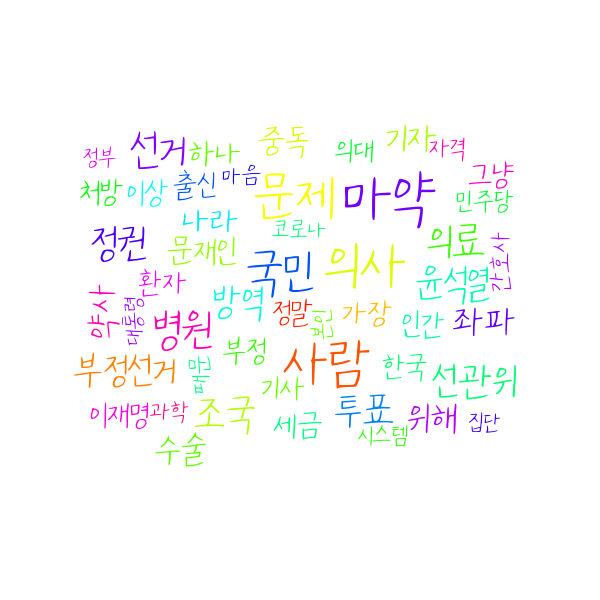 정부
선거
하나
중독
의대
기자
자격
처방
이상
출신
마음
문제
마약
그냥
민주당
정권
나라
문재인
코로나
국민
의사
의료
윤석열
간호사
약사
대통령
환자
방역
병원
정말
본인
가장
인간
좌파
부정선거
부정
사람
한국
선관위
이재명
과학
조국
기사
세금
투표
위해
집단
수술
시스템